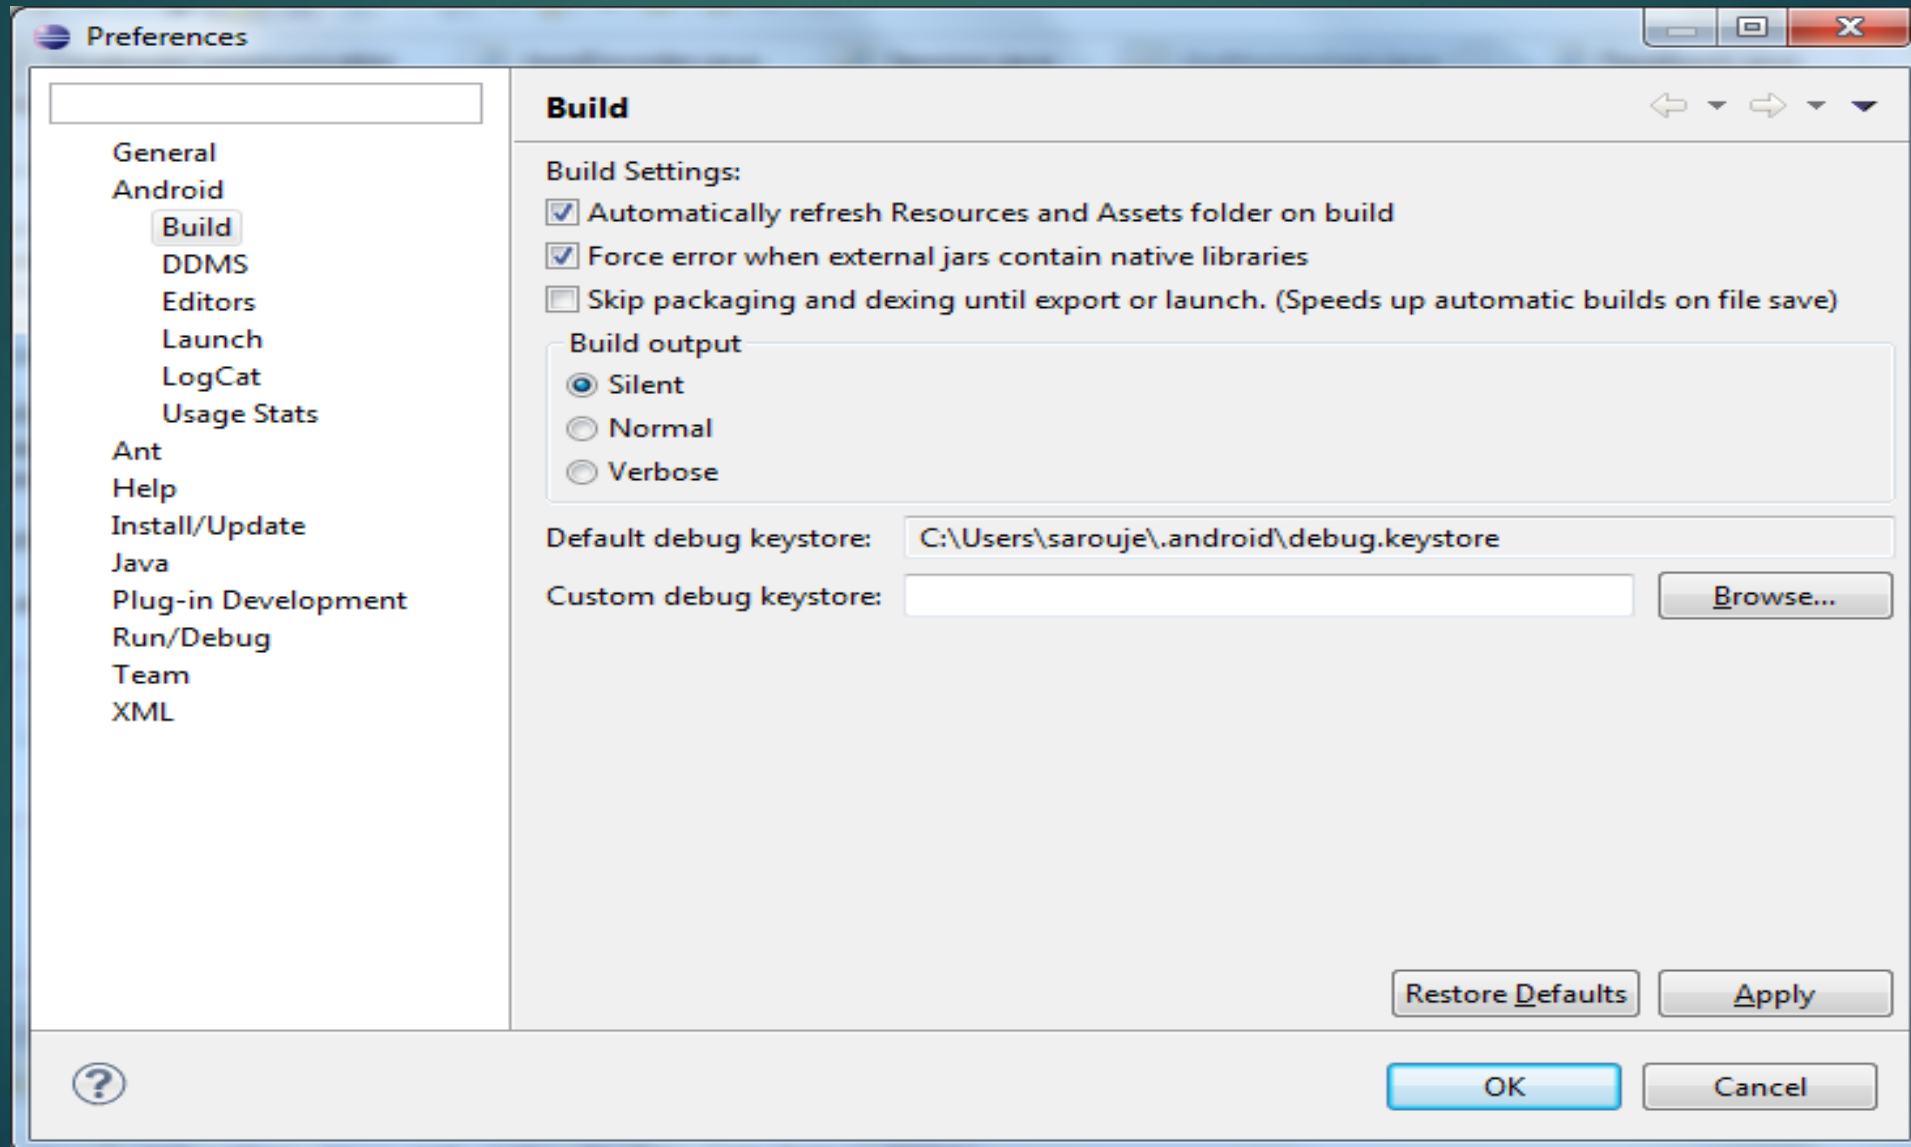 Preferences
General
Android
Build
DDMS
Editors
Launch
LogCat
Usage Stats
Ant
Help
Install/Update
Java
Plug-in Development
Run/Debug
Team
XML
Build
Build Settings:
Automatically refresh Resources and Assets folder on build
Force error when external jars contain native libraries
Skip packaging and dexing until export or launch. (Speeds up automatic builds on file save)
Build output
Silent
Normal
Verbose
Default debug keystore: C:\Users\sarouje\.android\debug.keystore
Custom debug keystore: Browse...
Restore Defaults Apply
OK Cancel